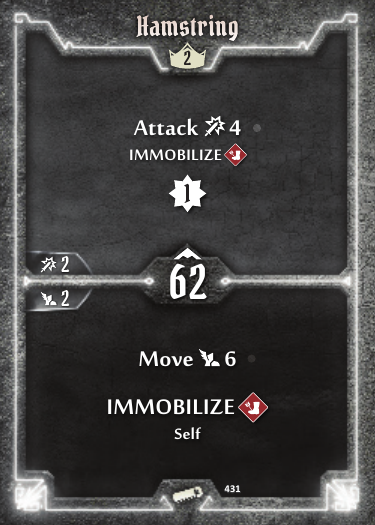 Hamstring
2
Attack 4
IMMOBILIZE
1
2
62
2
Move 6
IMMOBILIZE
Self
431